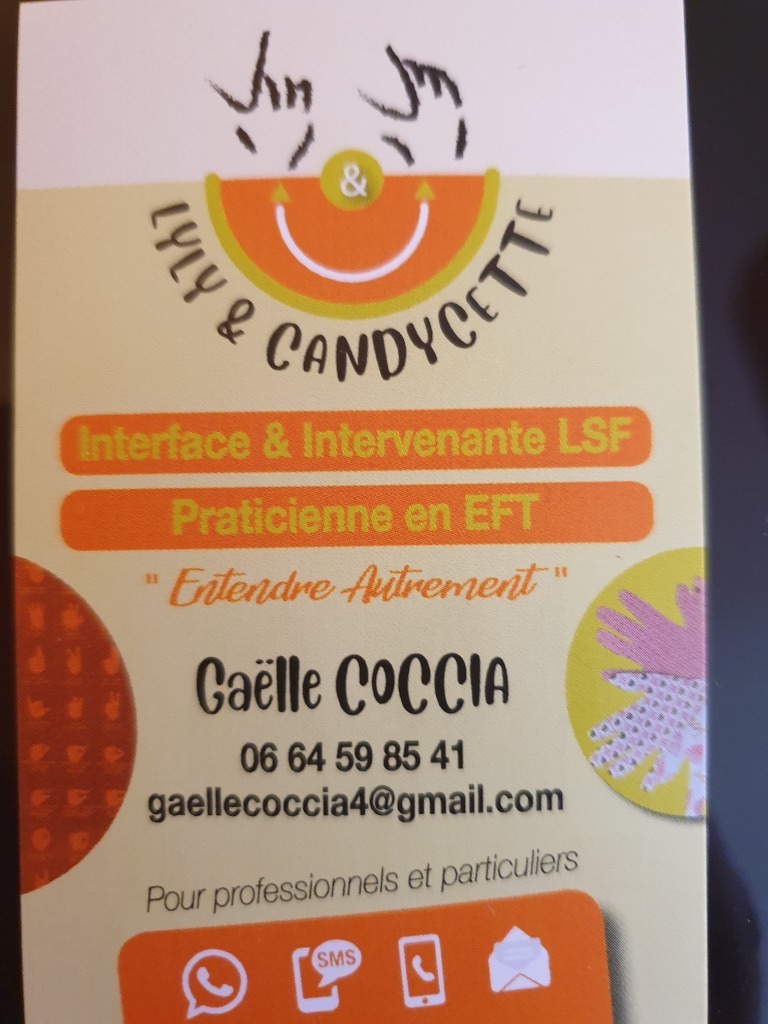 &
LYLY & CANDYCETTE
Interface & Intervenante LSF
Praticienne en EFT
" Entendre Autrement "
Gaëlle COCCIA
06 64 59 85 41
gaellecoccia4@gmail.com
Pour professionnels et particuliers
SMS